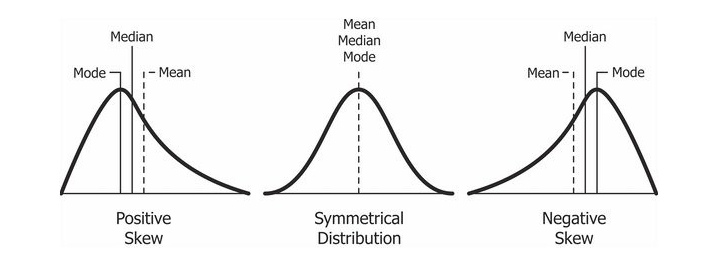 Median
Mode
Mean
Positive
Skew
Mean
Median
Mode
Symmetrical
Distribution
Median
Mean
Mode
Negative
Skew